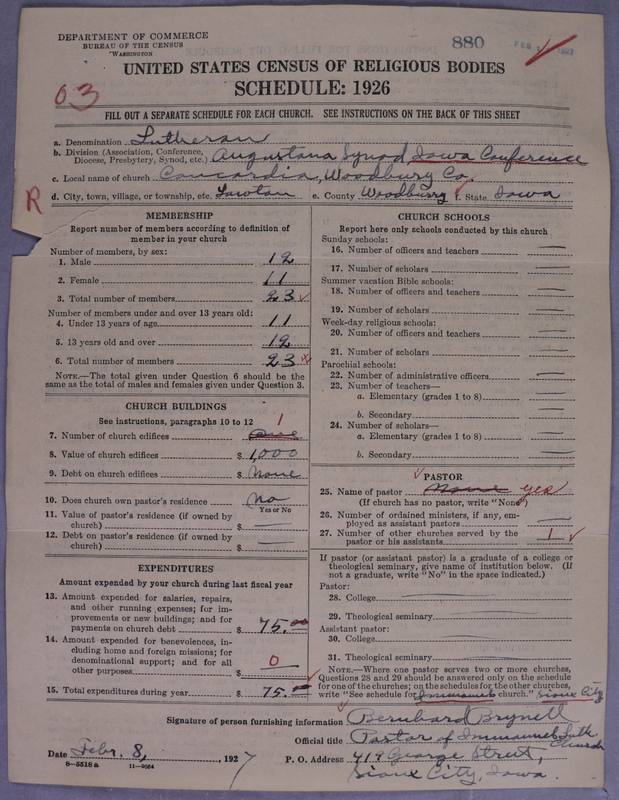 DEPARTMENT OF COMMERCE
BUREAU OF THE CENSUS
WASHINGTON
880
FEB 1 1927
UNITED STATES CENSUS OF RELIGIOUS BODIES
SCHEDULE: 1926
03
FILL OUT A SEPARATE SCHEDULE FOR EACH CHURCH. SEE INSTRUCTIONS ON THE BACK OF THIS SHEET
a. Denomination Lutheran
b. Division (Association, Conference, Diocese, Presbytery, Synod, etc.) Augustana Synod Iowa Conference
c. Local name of church Concordia, Woodbury Co.
R
d. City, town, village, or township, etc. Lawton e. County Woodbury f. State Iowa
MEMBERSHIP
Report number of members according to definition of
member in your church
Number of members, by sex:
1. Male 12
2. Female 11
3. Total number of members 23
Number of members under and over 13 years old:
4. Under 13 years of age 11
5. 13 years old and over 12
6. Total number of members 23
NOTE.—The total given under Question 6 should be
same as the total of males and females given under Question 3.
CHURCH BUILDINGS
See instructions, paragraphs 10 to 12
1
7. Number of church edifices one
8. Value of church edifices $ 1,000
9. Debt on church edifices $ None
10. Does church own pastor's residence No
Yes or No
11. Value of pastor's residence (if owned by
church) $ —
12. Debt on pastor's residence (if owned by
church) $ —
EXPENDITURES
Amount expended by your church during last fiscal year
13. Amount expended for salaries, repairs,
and other running expenses; for im-
provements or new buildings; and for
payments on church debt $ 75.00
14. Amount expended for benevolences, in-
cluding home and foreign missions; for
denominational support; and for all
other purposes $ 0
15. Total expenditures during year $ 75.00
CHURCH SCHOOLS
Report here only schools conducted by this church
Sunday schools:
16. Number of officers and teachers —
17. Number of scholars —
Summer vacation Bible schools:
18. Number of officers and teachers —
19. Number of scholars —
Week-day religious schools:
20. Number of officers and teachers —
21. Number of scholars —
Parochial schools:
22. Number of administrative officers —
23. Number of teachers—
a. Elementary (grades 1 to 8) —
b. Secondary —
24. Number of scholars—
a. Elementary (grades 1 to 8) —
b. Secondary —
PASTOR
25. Name of pastor None yes
(If church has no pastor, write "None")
26. Number of ordained ministers, if any, em-
ployed as assistant pastors —
27. Number of other churches served by the
pastor or his assistants 1
If pastor (or assistant pastor) is a graduate of a college or
theological seminary, give name of institution below. (If
not a graduate, write "No" in the space indicated.)
Pastor:
28. College —
29. Theological seminary —
Assistant pastor:
30. College —
31. Theological seminary —
NOTE.—Where one pastor serves two or more churches,
Questions 28 and 29 should be answered only on the schedule
for one of the churches; on the schedules for the other churches,
write "See schedule for Immanuel church." Sioux City
Signature of person furnishing information Bernhard Brynell
Official title Pastor of Immanuel Luth. Church
Date Febr. 8, 1927
P. O. Address 414 George Street,
Sioux City, Iowa.
8—5518a 11—9054